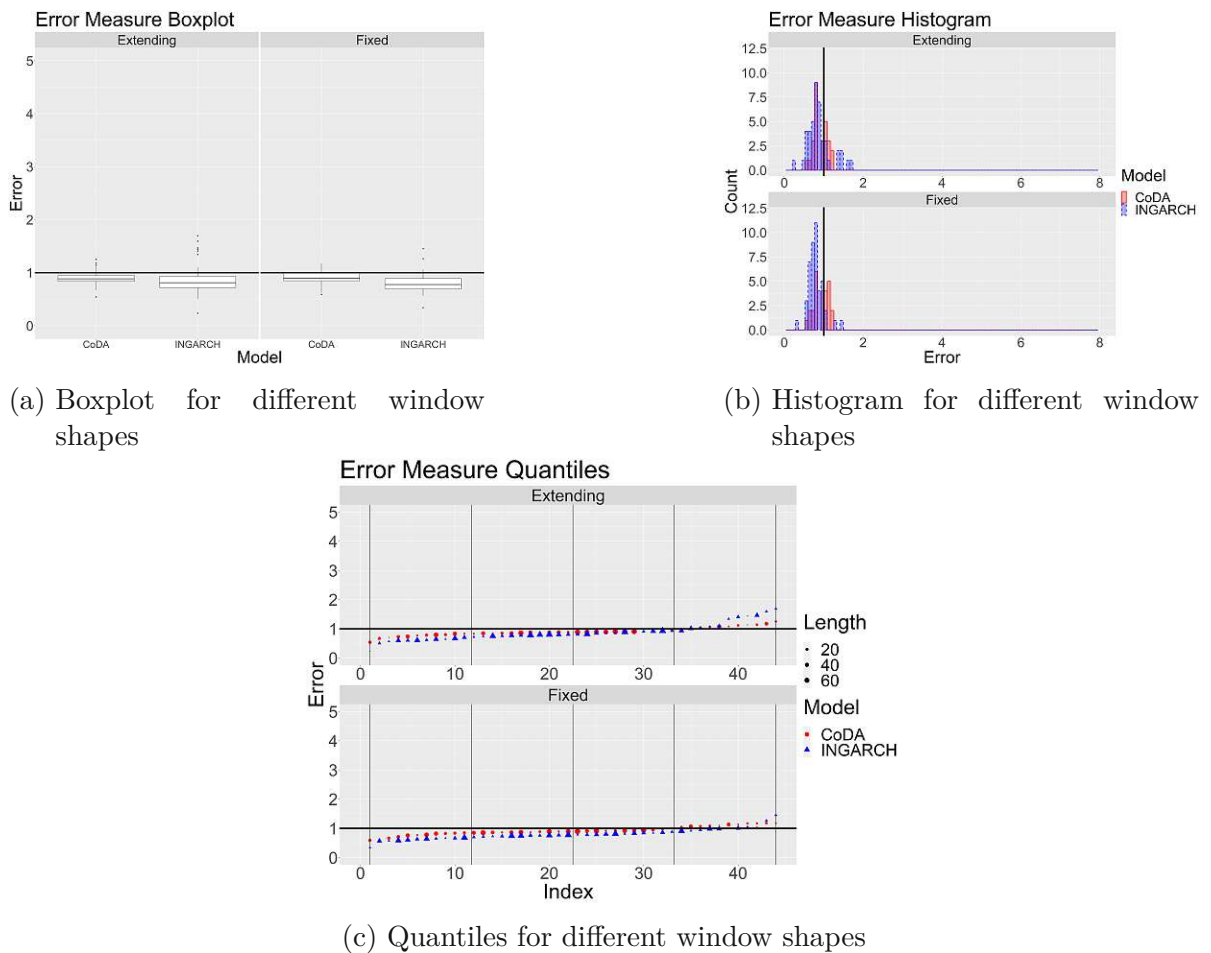 Error Measure Boxplot
Extending Fixed
5
4
3
2
1
0
Error
CoDA INGARCH CoDA INGARCH
Model
(a) Boxplot for different window
shapes
Error Measure Histogram
Extending
12.5
10.0
7.5
5.0
2.5
0.0
0 2 4 6 8
Count
Fixed
12.5
10.0
7.5
5.0
2.5
0.0
0 2 4 6 8
Error
Model
CoDA
INGARCH
(b) Histogram for different window
shapes
Error Measure Quantiles
Extending
5
4
3
2
1
0
0 10 20 30 40
Error
Fixed
5
4
3
2
1
0
0 10 20 30 40
Index
Length
20
40
60
Model
CoDA
INGARCH
(c) Quantiles for different window shapes